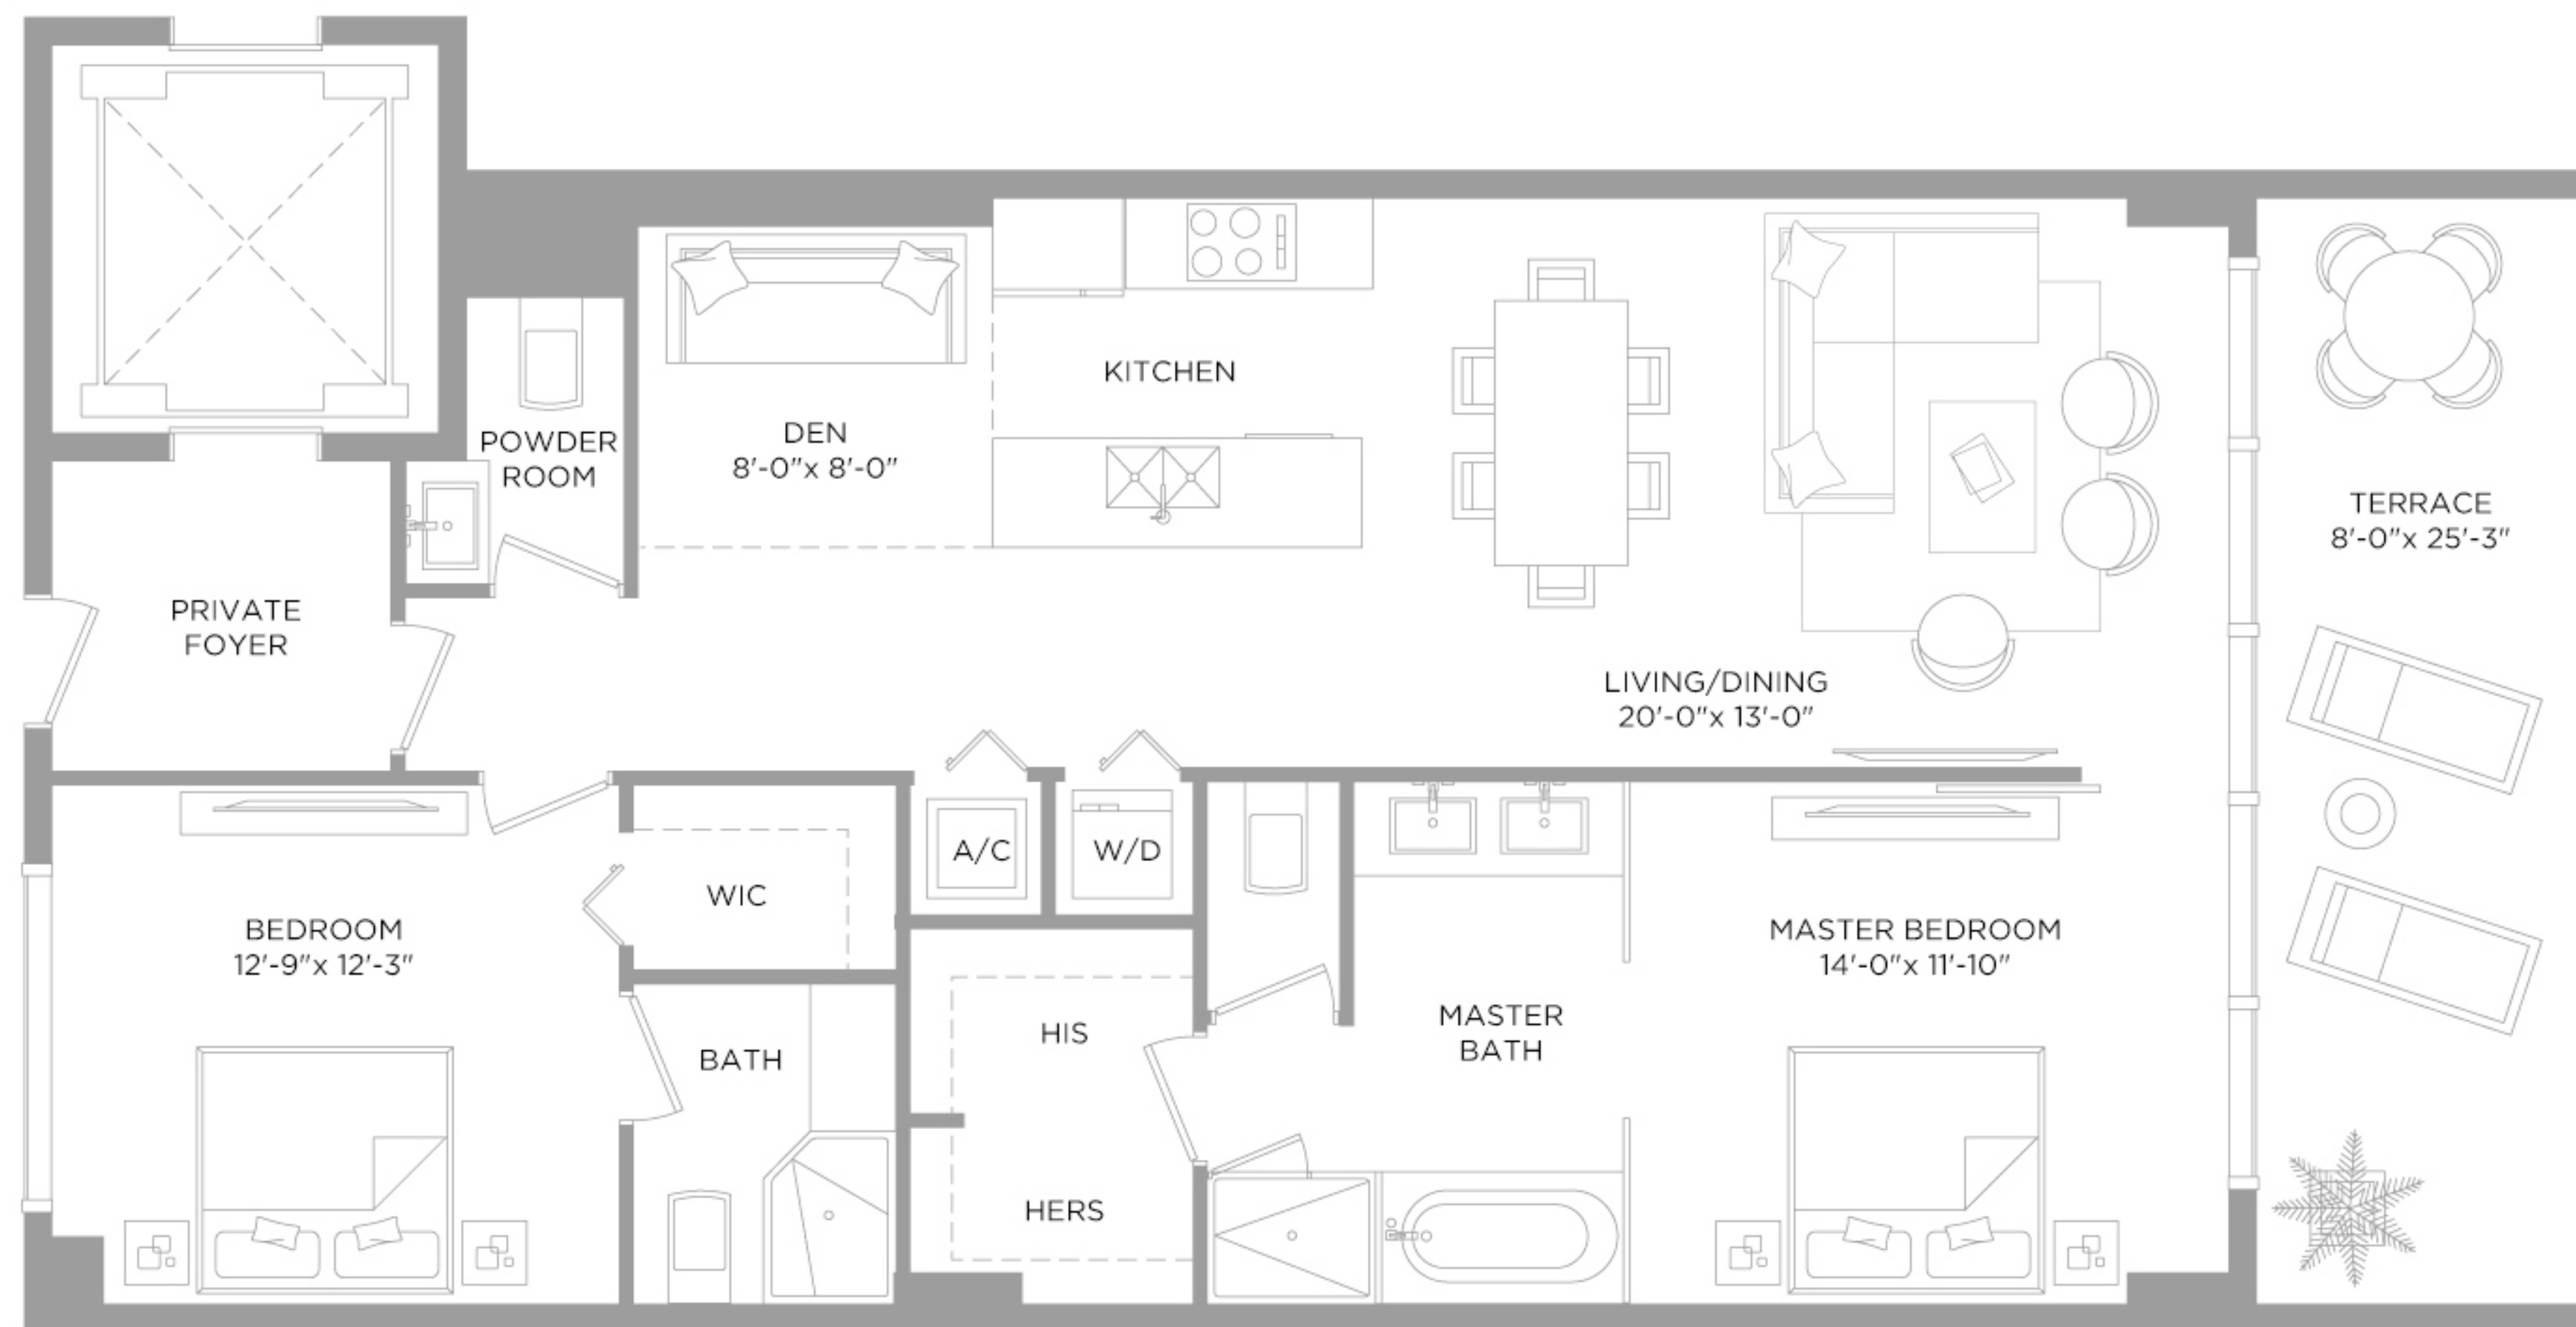 POWDER
ROOM
DEN
8'-0"x 8'-0"
KITCHEN
TERRACE
8'-0"x 25'-3"
PRIVATE
FOYER
LIVING/DINING
20'-0"x 13'-0"
A/C
W/D
WIC
BEDROOM
12'-9"x 12'-3"
MASTER BEDROOM
14'-0"x 11'-10"
BATH
HIS
MASTER
BATH
HERS